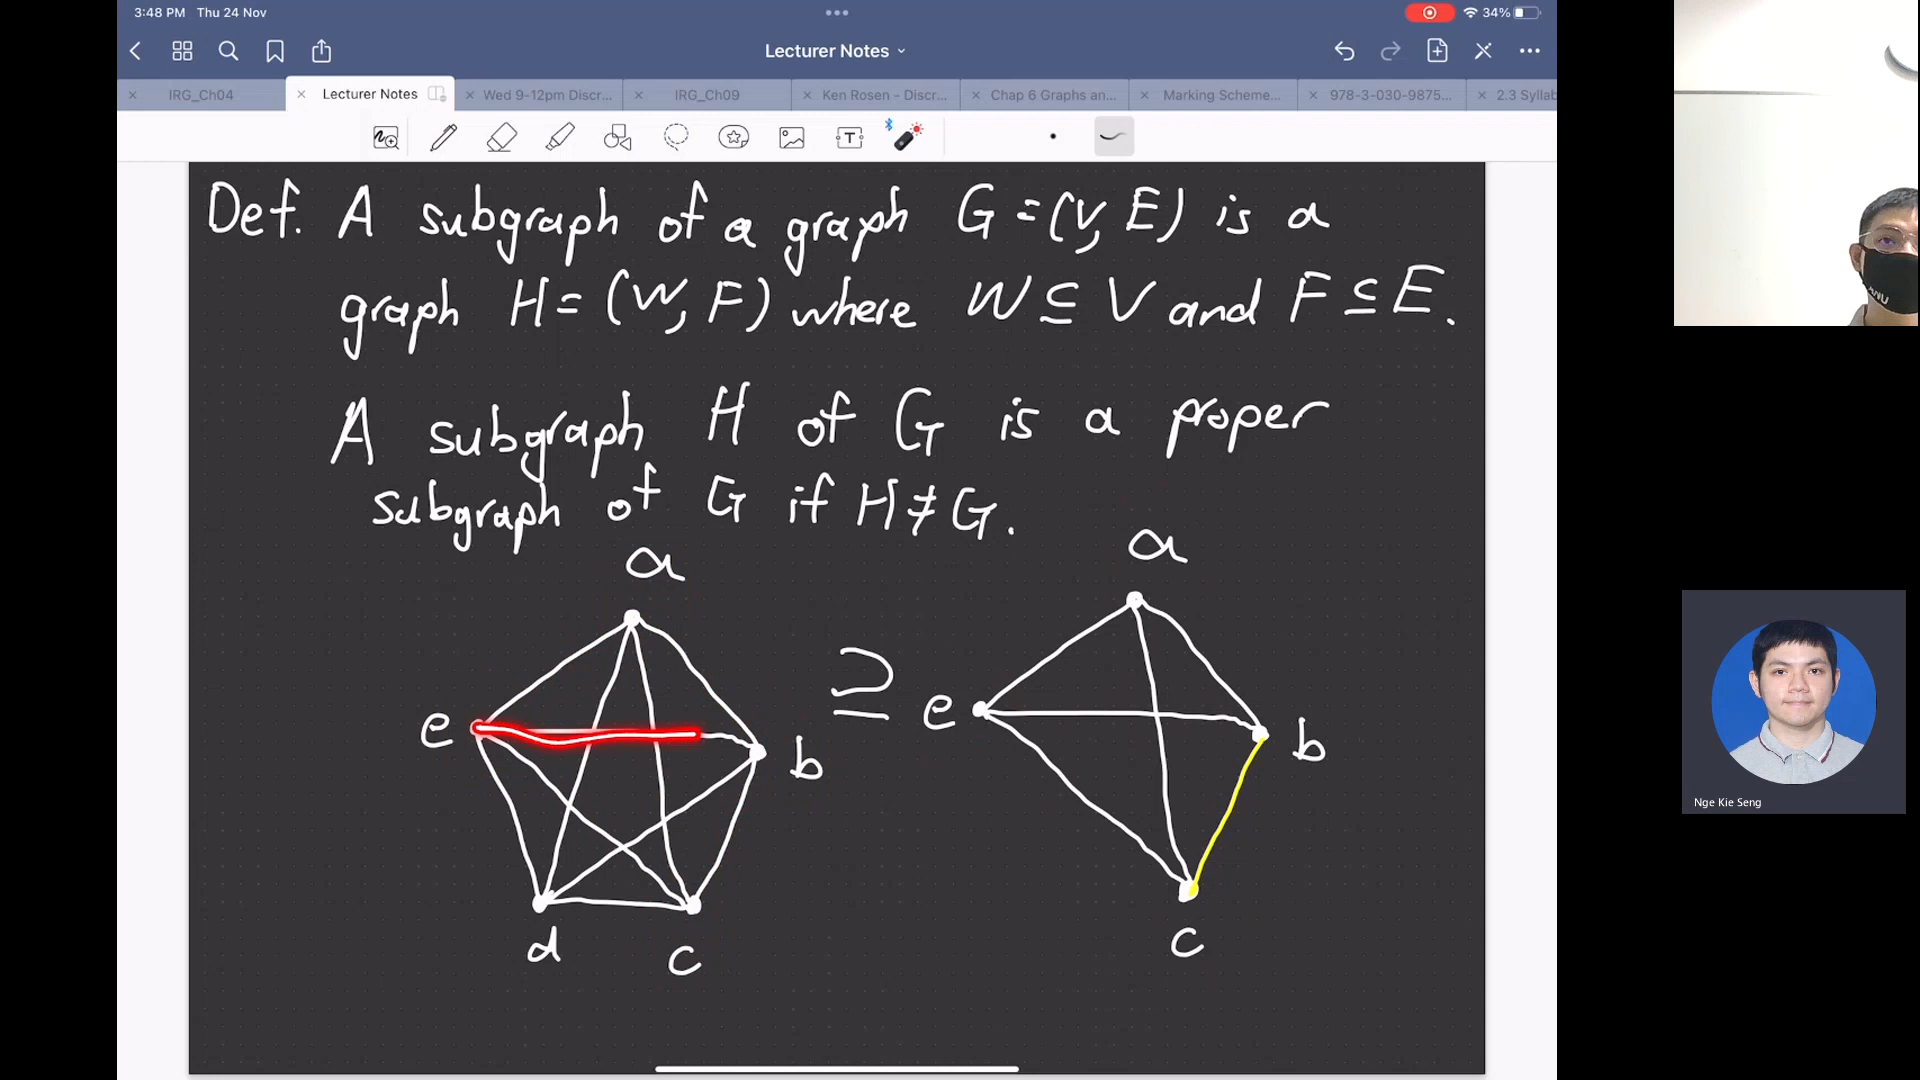 3:48 PM Thu 24 Nov
34%
Lecturer Notes
IRG_Ch04
Lecturer Notes
Wed 9-12pm Discr...
IRG_Ch09
Ken Rosen – Discr...
Chap 6 Graphs an...
Marking Scheme...
978-3-030-9875...
2.3 Syllab
Def. A subgraph of a graph G = (V, E) is a
graph H = (W, F) where W ⊆ V and F ⊆ E.
A subgraph H of G is a proper
subgraph of G if H ≠ G.
a
a
e
b
⊇
e
b
d
c
c
Nge Kie Seng